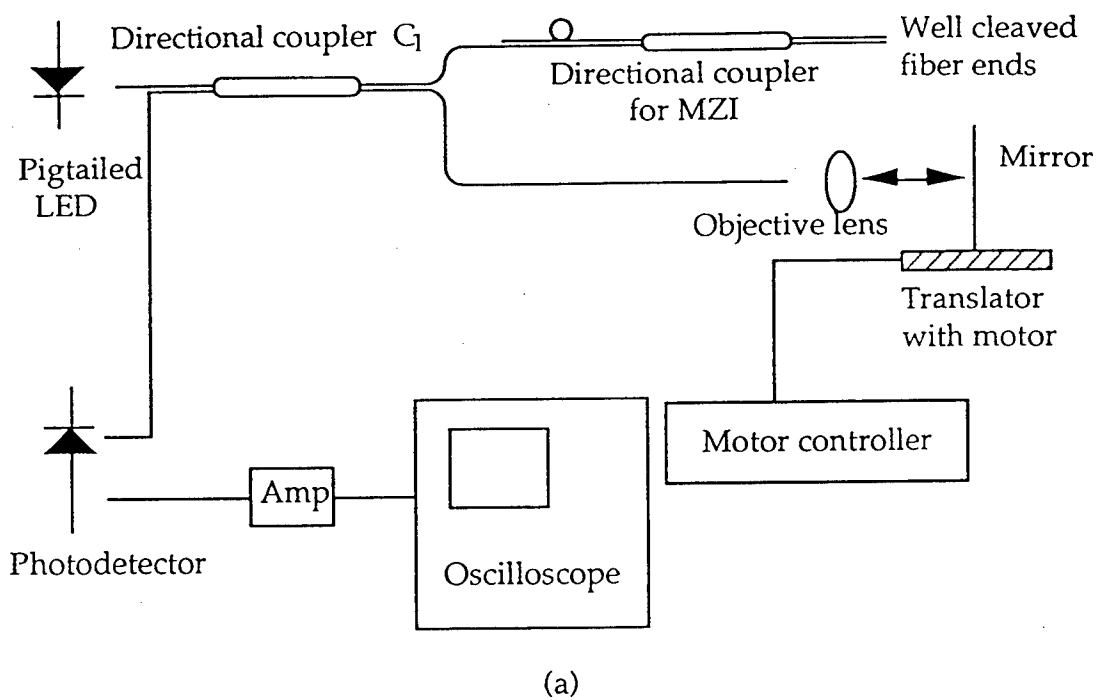 Directional coupler C1
Well cleaved
fiber ends
Directional coupler
for MZI
Pigtailed
LED
Mirror
Objective lens
Translator
with motor
Motor controller
Amp
Oscilloscope
Photodetector
(a)